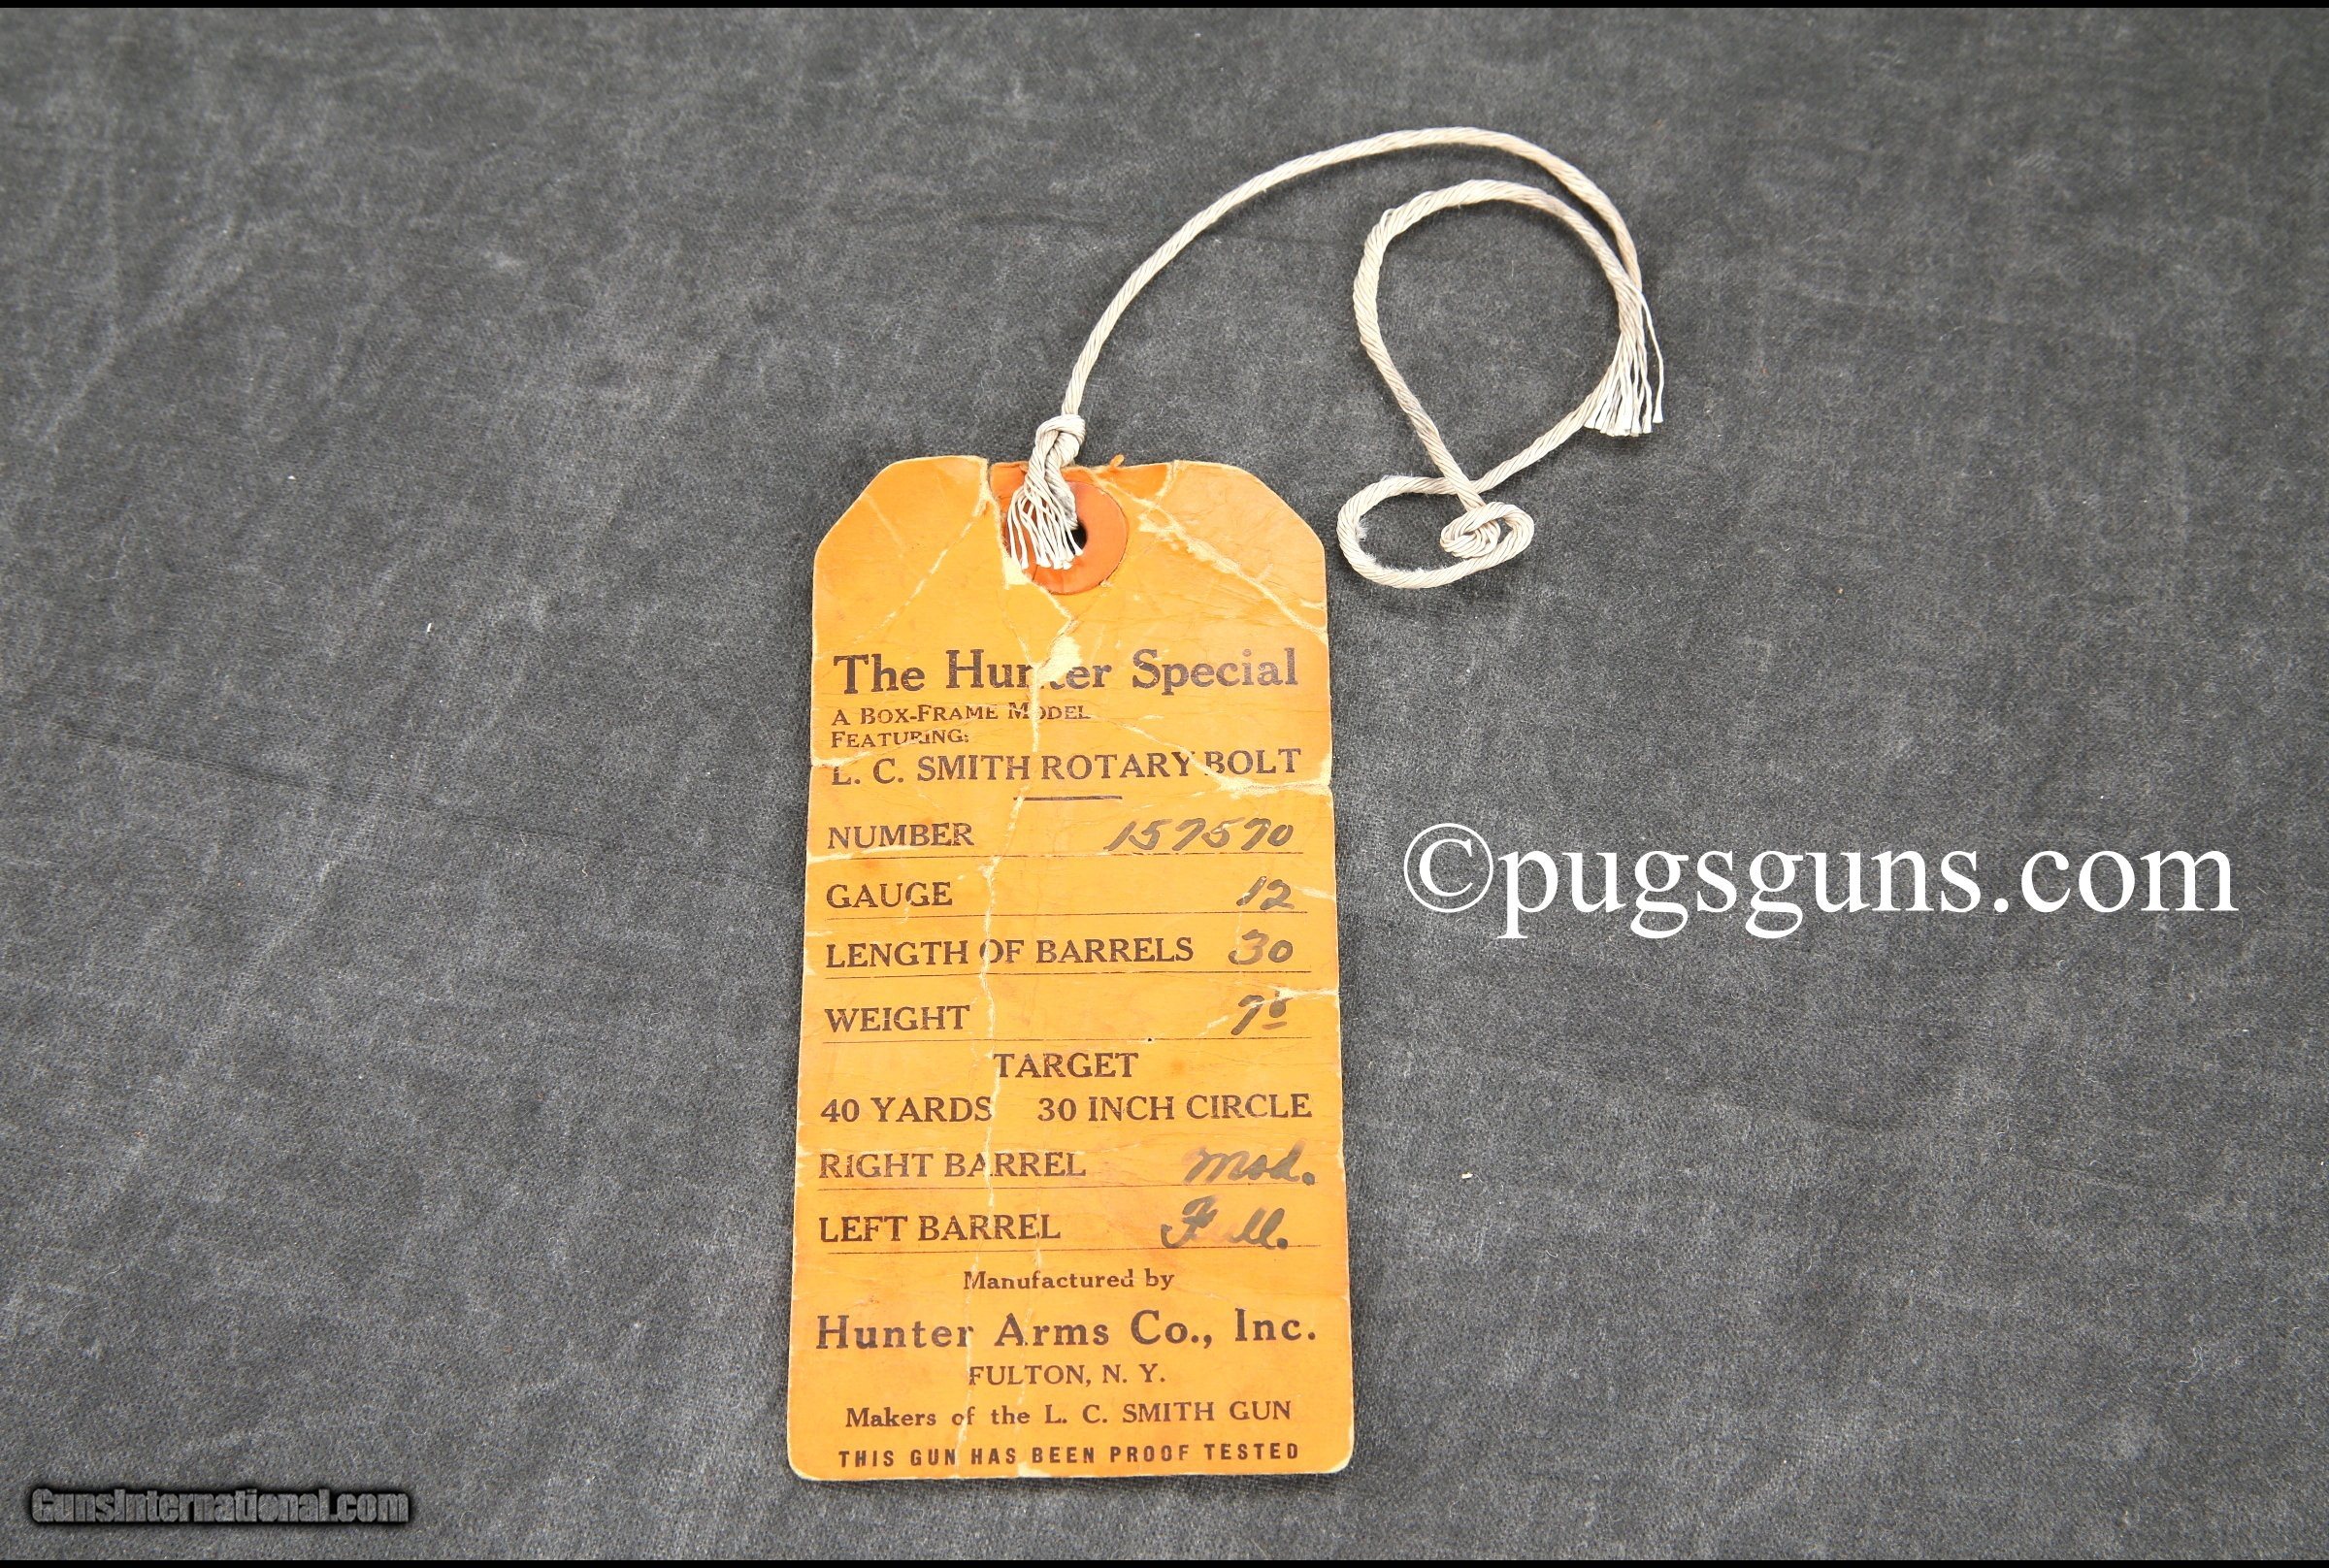 The Hunter Special
A BOX-FRAME MODEL
FEATURING:
L. C. SMITH ROTARY BOLT
NUMBER 157570
GAUGE 12
LENGTH OF BARRELS 30
WEIGHT
TARGET
40 YARDS 30 INCH CIRCLE
RIGHT BARREL Mod.
LEFT BARREL Full.
Manufactured by
Hunter Arms Co., Inc.
FULTON, N. Y.
Makers of the L. C. SMITH GUN
THIS GUN HAS BEEN PROOF TESTED
©pugsguns.com
GunsInternational.com